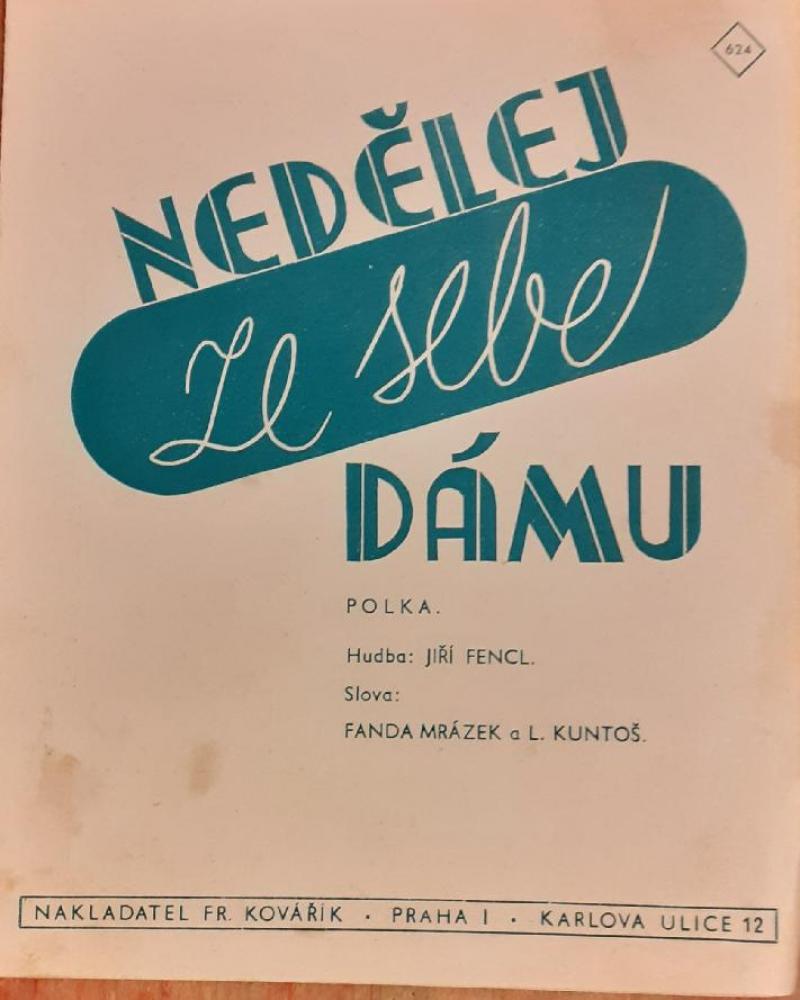 624
NEDĚLEJ
ze sebe
DÁMU
POLKA.
Hudba: JIŘÍ FENCL.
Slova:
FANDA MRÁZEK a L. KUNTOŠ.
NAKLADATEL FR. KOVÁŘÍK • PRAHA I • KARLOVA ULICE 12